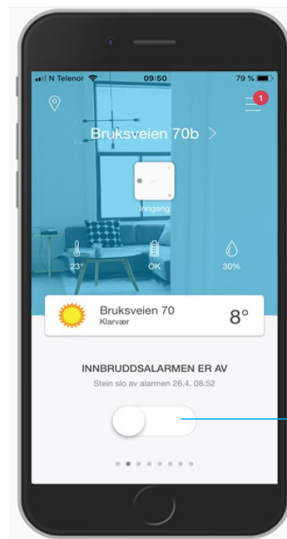 N Telenor 09:50 79 %
1
Bruksveien 70b
Inngang
23° OK 30%
Bruksveien 70 8°
Klarvær
INNBRUDDSALARMEN ER AV
Stein slo av alarmen 26.4. 08:52